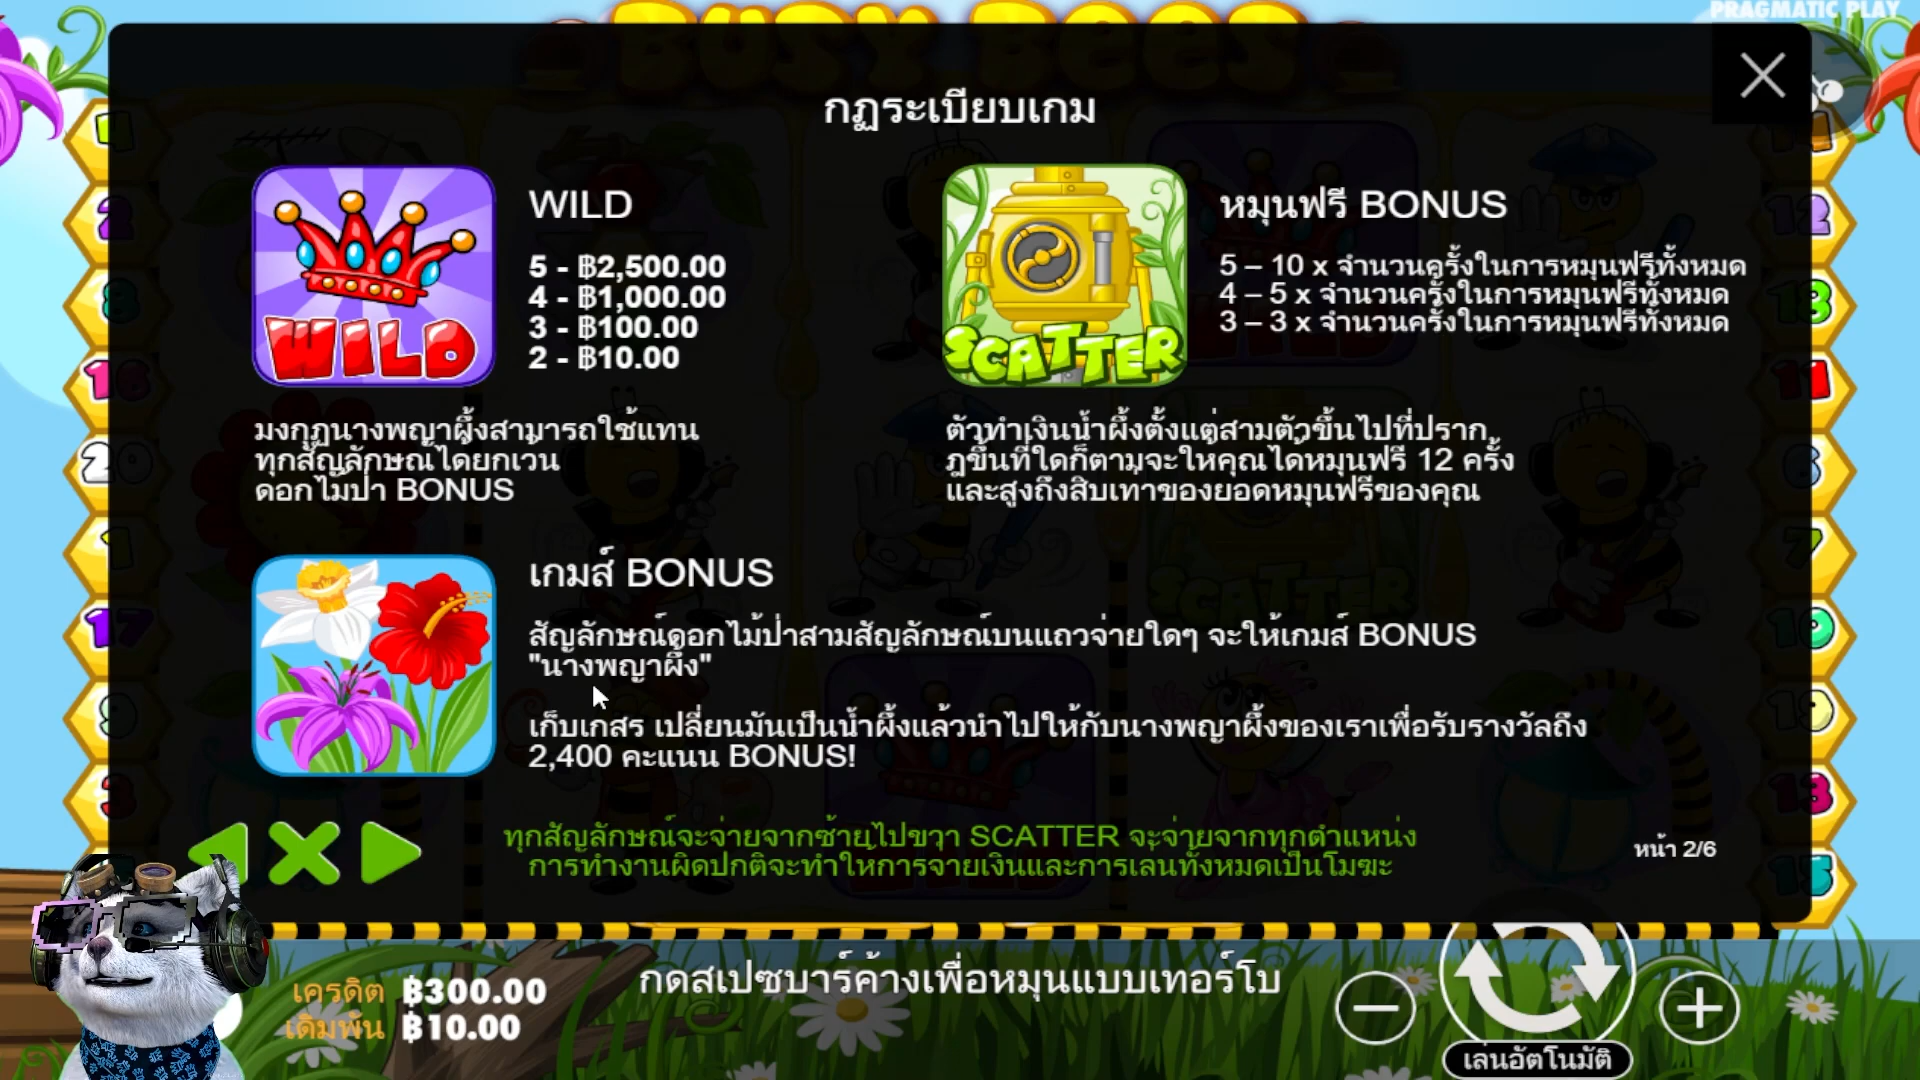 PRAGMATIC PLAY
BUSY BEES
กฏระเบียบเกม
WILD
5 - ฿2,500.00
4 - ฿1,000.00
3 - ฿100.00
2 - ฿10.00
WILD
หมุนฟรี BONUS
5 – 10 x จำนวนครั้งในการหมุนฟรีทั้งหมด
4 – 5 x จำนวนครั้งในการหมุนฟรีทั้งหมด
3 – 3 x จำนวนครั้งในการหมุนฟรีทั้งหมด
SCATTER
มงกุฏนางพญาผึ้งสามารถใช้แทน
ทุกสัญลักษณ์ได้ยกเว้น
ดอกไม้ป่า BONUS
ตัวทำเงินน้ำผึ้งตั้งแต่สามตัวขึ้นไปที่ปราก
ฎขึ้นที่ใดก็ตามจะให้คุณได้หมุนฟรี 12 ครั้ง
และสูงถึงสิบเท่าของยอดหมุนฟรีของคุณ
เกมส์ BONUS
สัญลักษณ์ดอกไม้ป่าสามสัญลักษณ์บนแถวจ่ายใดๆ จะให้เกมส์ BONUS
"นางพญาผึ้ง"
เก็บเกสร เปลี่ยนมันเป็นน้ำผึ้งแล้วนำไปให้กับนางพญาผึ้งของเราเพื่อรับรางวัลถึง
2,400 คะแนน BONUS!
ทุกสัญลักษณ์จะจ่ายจากซ้ายไปขวา SCATTER จะจ่ายจากทุกตำแหน่ง
การทำงานผิดปกติจะทำให้การจ่ายเงินและการเล่นทั้งหมดเป็นโมฆะ
หน้า 2/6
เครดิต ฿300.00
เดิมพัน ฿10.00
กดสเปซบาร์ค้างเพื่อหมุนแบบเทอร์โบ
เล่นอัตโนมัติ